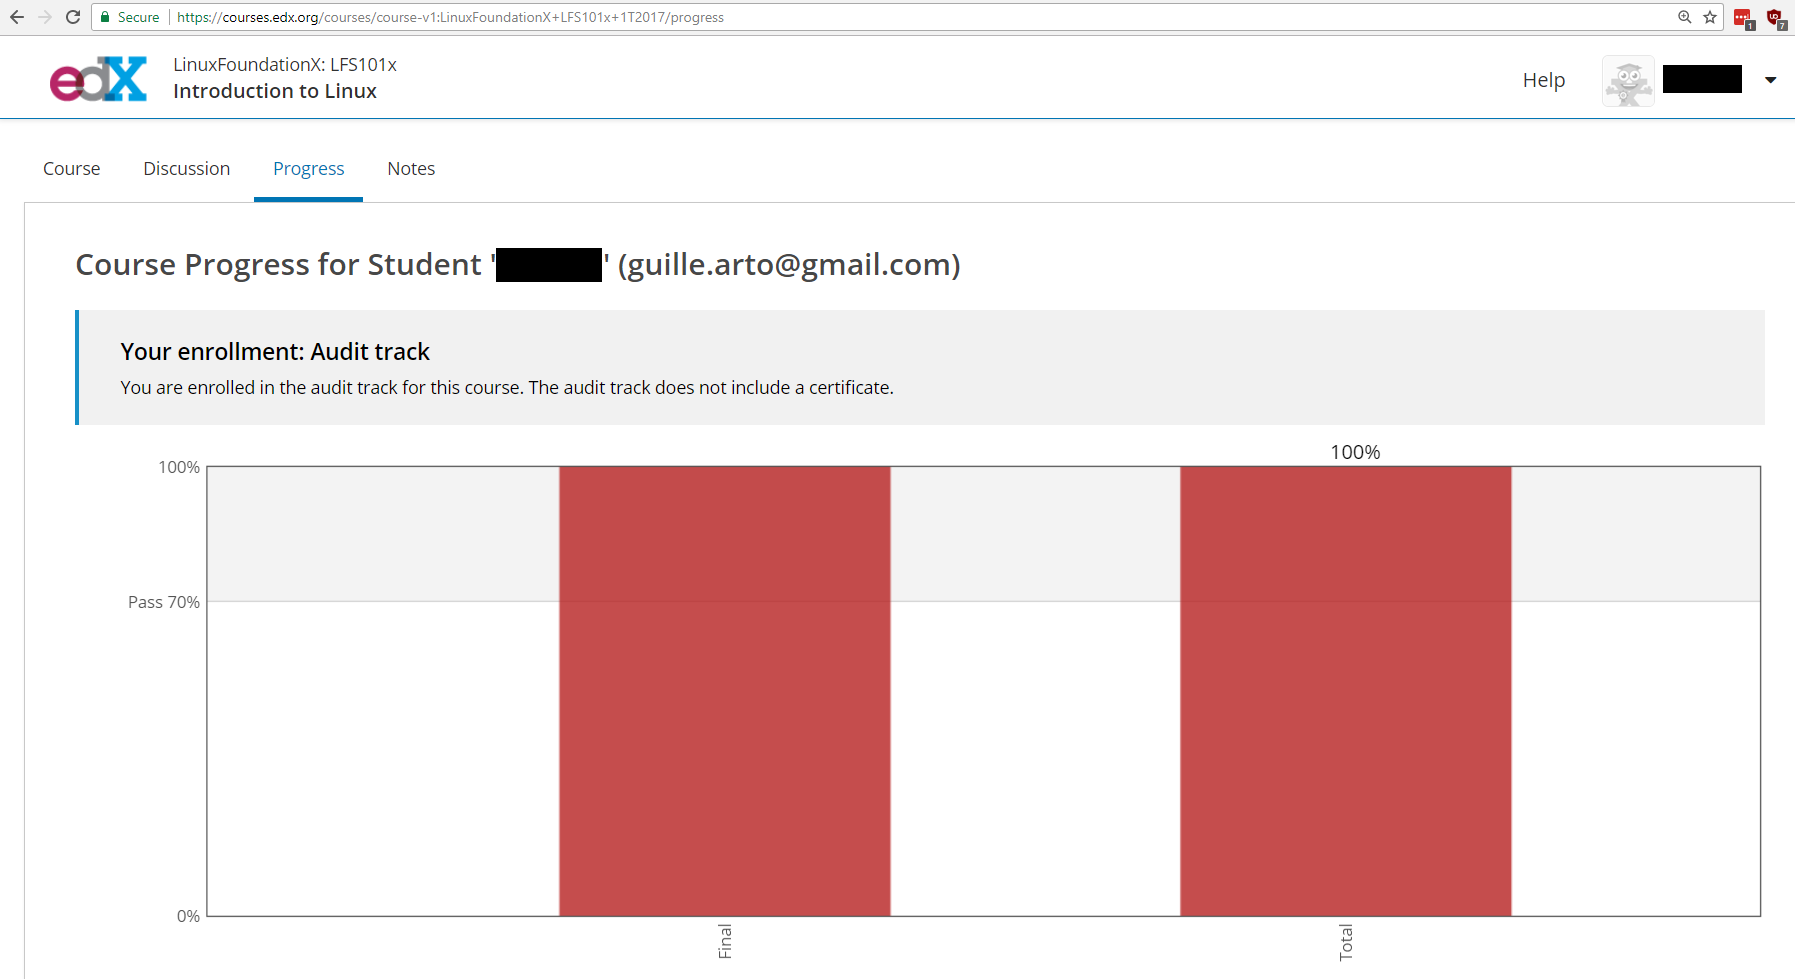 Secure https://courses.edx.org/courses/course-v1:LinuxFoundationX+LFS101x+1T2017/progress
1
7
edX
LinuxFoundationX: LFS101x
Introduction to Linux
Help
Course Discussion Progress Notes
Course Progress for Student '' (guille.arto@gmail.com)
Your enrollment: Audit track
You are enrolled in the audit track for this course. The audit track does not include a certificate.
100%
100%
Pass 70%
0%
Final
Total